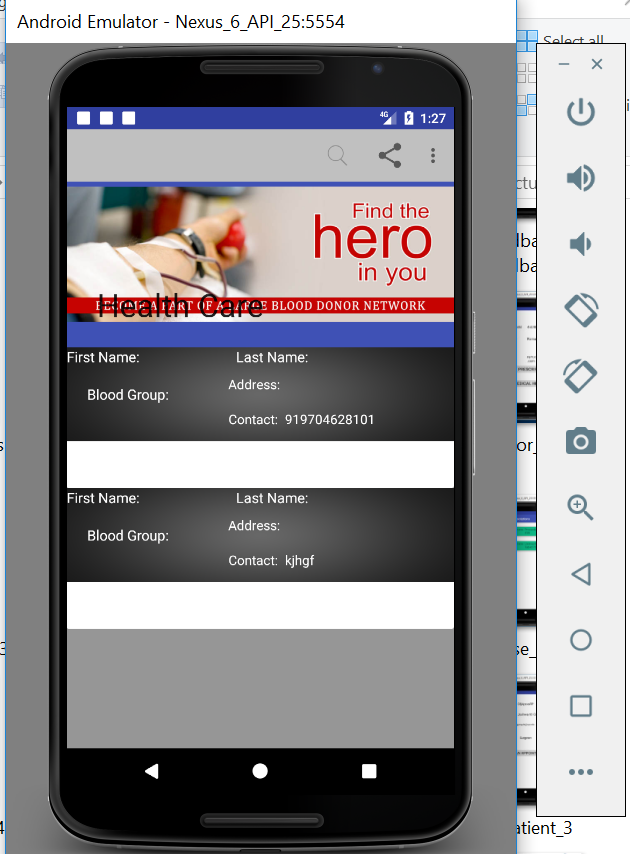 Android Emulator - Nexus_6_API_25:5554
Select all
4G 1:27
ctu
Find the
hero
in you
BECOME A PART OF A LARGE BLOOD DONOR NETWORK
Health Care
First Name: Last Name:
Blood Group: Address:
Contact: 919704628101
First Name: Last Name:
Blood Group: Address:
Contact: kjhgf
lba
lba
or_
se_
atient_3